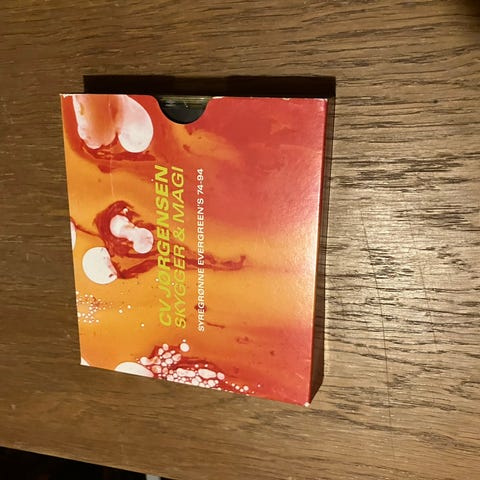 CV JØRGENSEN
SKYGGER & MAGI
SYREGRØNNE EVERGREEN'S 74-94